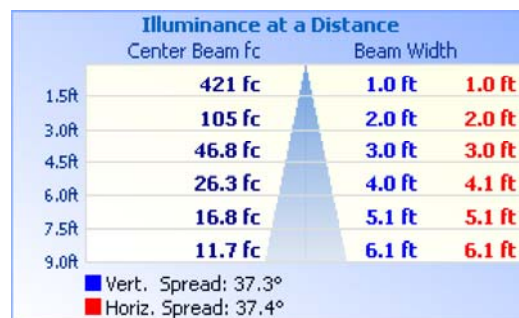 Illuminance at a Distance
Center Beam fc Beam Width
1.5ft 421 fc 1.0 ft 1.0 ft
3.0ft 105 fc 2.0 ft 2.0 ft
4.5ft 46.8 fc 3.0 ft 3.0 ft
6.0ft 26.3 fc 4.0 ft 4.1 ft
7.5ft 16.8 fc 5.1 ft 5.1 ft
9.0ft 11.7 fc 6.1 ft 6.1 ft
Vert. Spread: 37.3°
Horiz. Spread: 37.4°